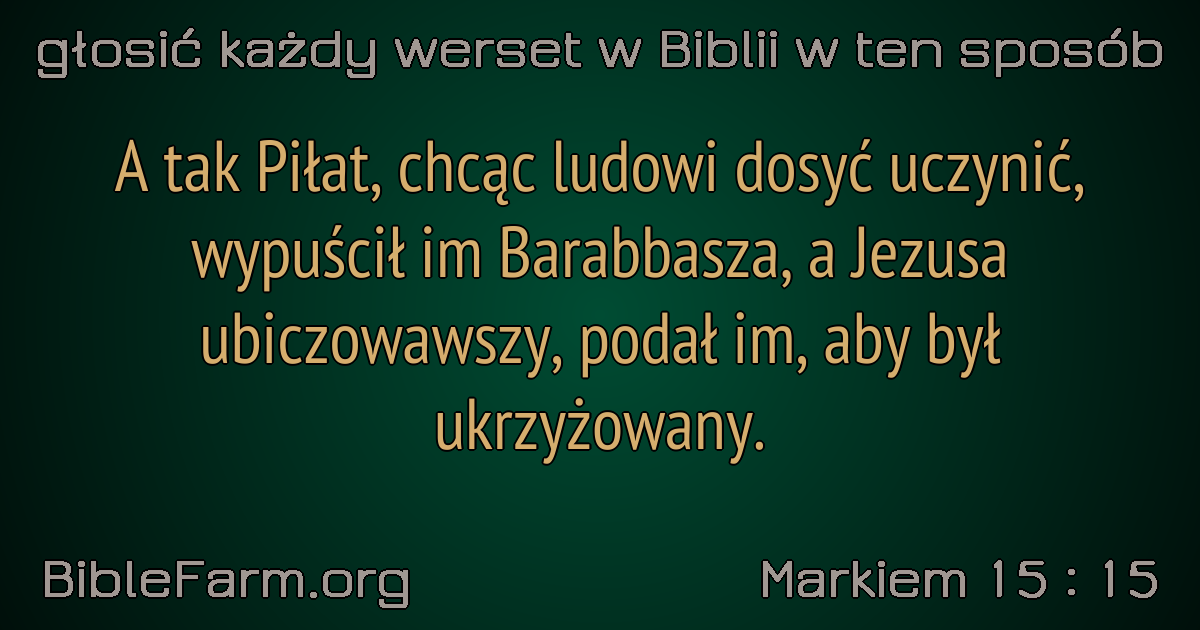 głosić każdy werset w Biblii w ten sposób
A tak Piłat, chcąc ludowi dosyć uczynić,
wypuścił im Barabbasza, a Jezusa
ubiczowawszy, podał im, aby był
ukrzyżowany.
BibleFarm.org
Markiem 15 : 15